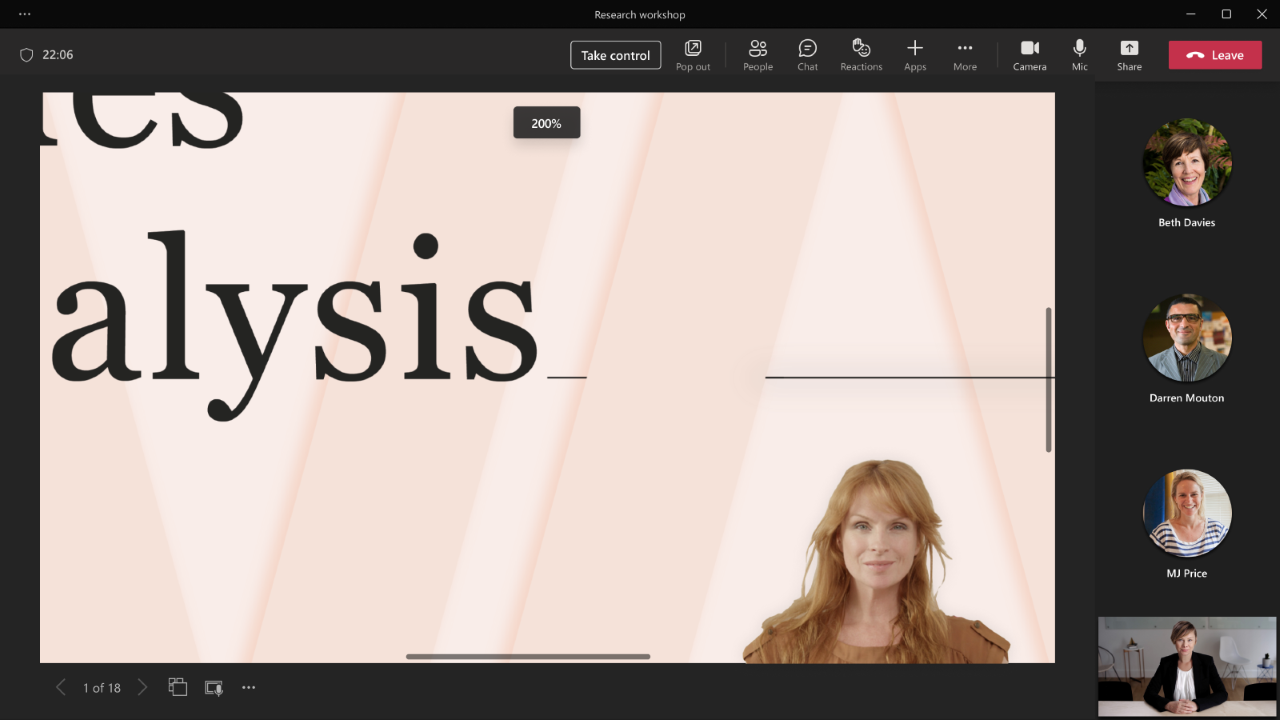 Research workshop
22:06
Take control
Pop out
People
Chat
Reactions
Apps
More
Camera
Mic
Share
Leave
200%
es
alysis
Beth Davies
Darren Mouton
MJ Price
1 of 18